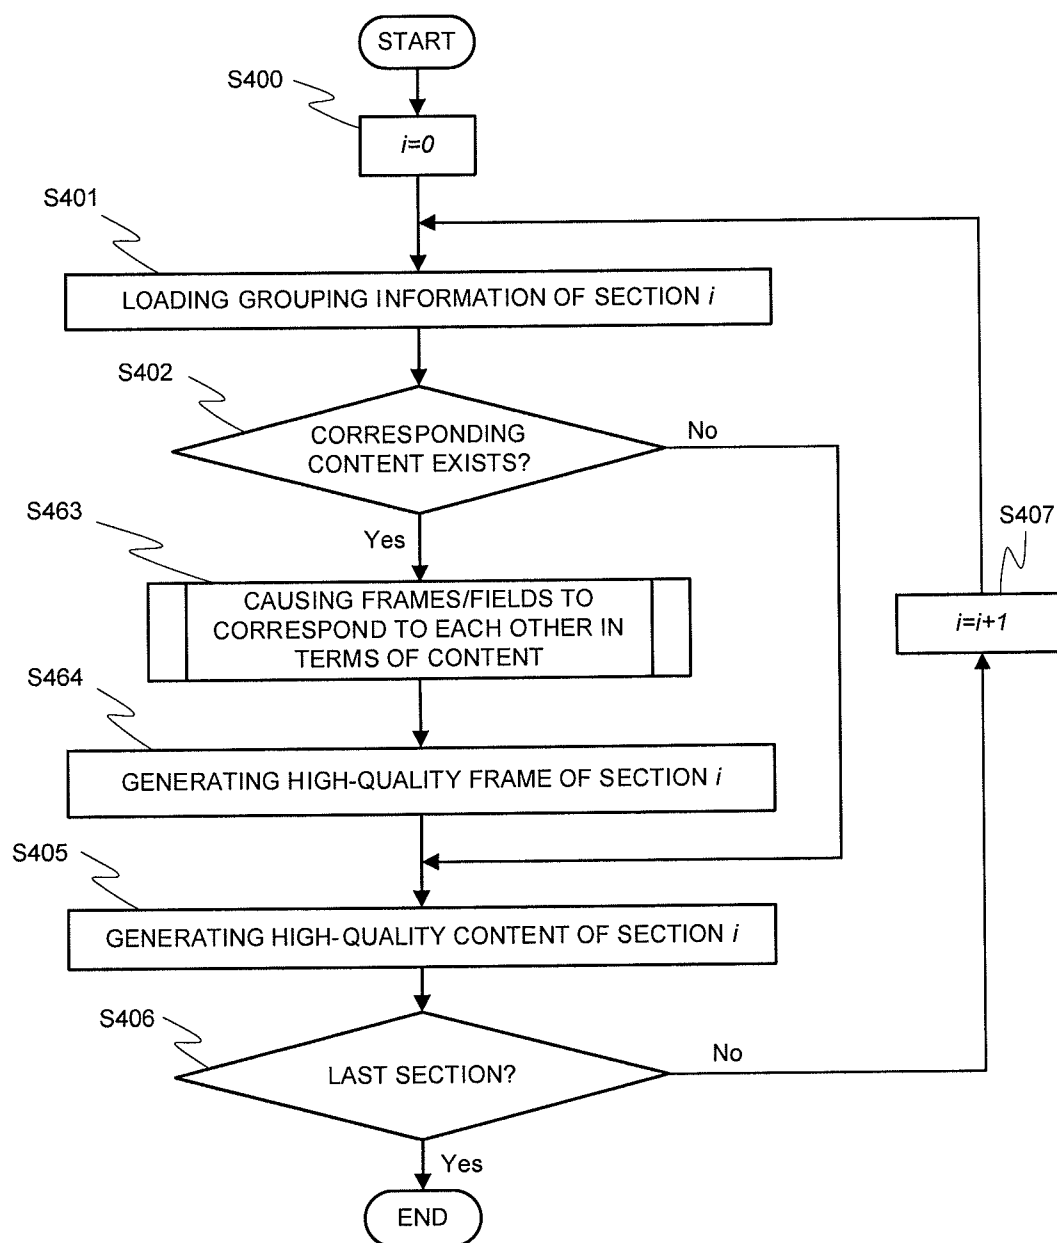 START
S400
i=0
S401
LOADING GROUPING INFORMATION OF SECTION i
S402
CORRESPONDING
CONTENT EXISTS?
No
S463
Yes
S407
CAUSING FRAMES/FIELDS TO
CORRESPOND TO EACH OTHER IN
TERMS OF CONTENT
i=i+1
S464
GENERATING HIGH-QUALITY FRAME OF SECTION i
S405
GENERATING HIGH-QUALITY CONTENT OF SECTION i
S406
LAST SECTION?
No
Yes
END